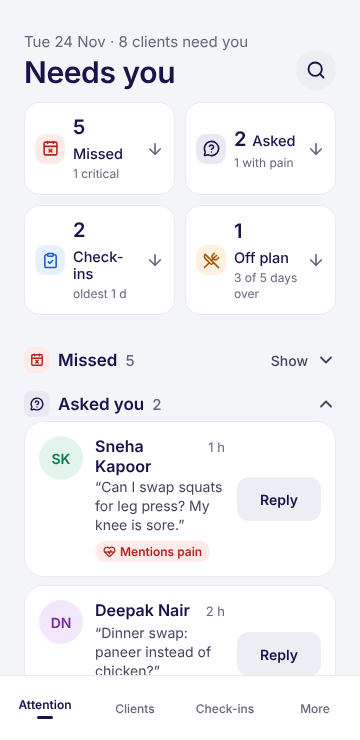 Tue 24 Nov · 8 clients need you
Needs you
5
Missed
1 critical
2 Asked
1 with pain
2
Check-
ins
oldest 1 d
1
Off plan
3 of 5 days
over
Missed 5
Show
Asked you 2
SK
Sneha
Kapoor
1 h
“Can I swap squats
for leg press? My
knee is sore.”
Mentions pain
Reply
DN
Deepak Nair
2 h
“Dinner swap:
paneer instead of
chicken?”
Reply
Attention
Clients
Check-ins
More